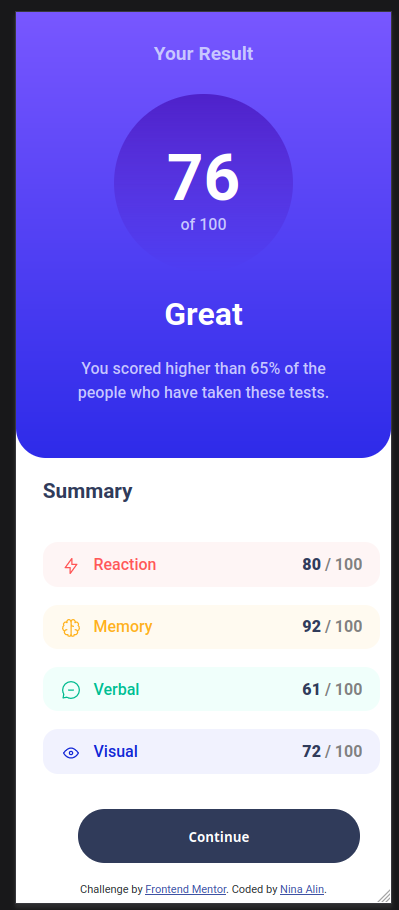 Your Result
76
of 100
Great
You scored higher than 65% of the
people who have taken these tests.
Summary
Reaction 80 / 100
Memory 92 / 100
Verbal 61 / 100
Visual 72 / 100
Continue
Challenge by Frontend Mentor. Coded by Nina Alin.